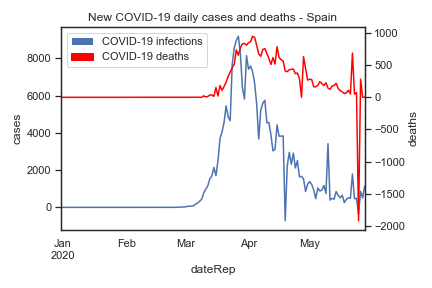 New COVID-19 daily cases and deaths - Spain
COVID-19 infections
COVID-19 deaths
8000
6000
4000
2000
0
cases
1000
500
0
−500
−1000
−1500
−2000
deaths
Jan
2020
Feb
Mar
Apr
May
dateRep